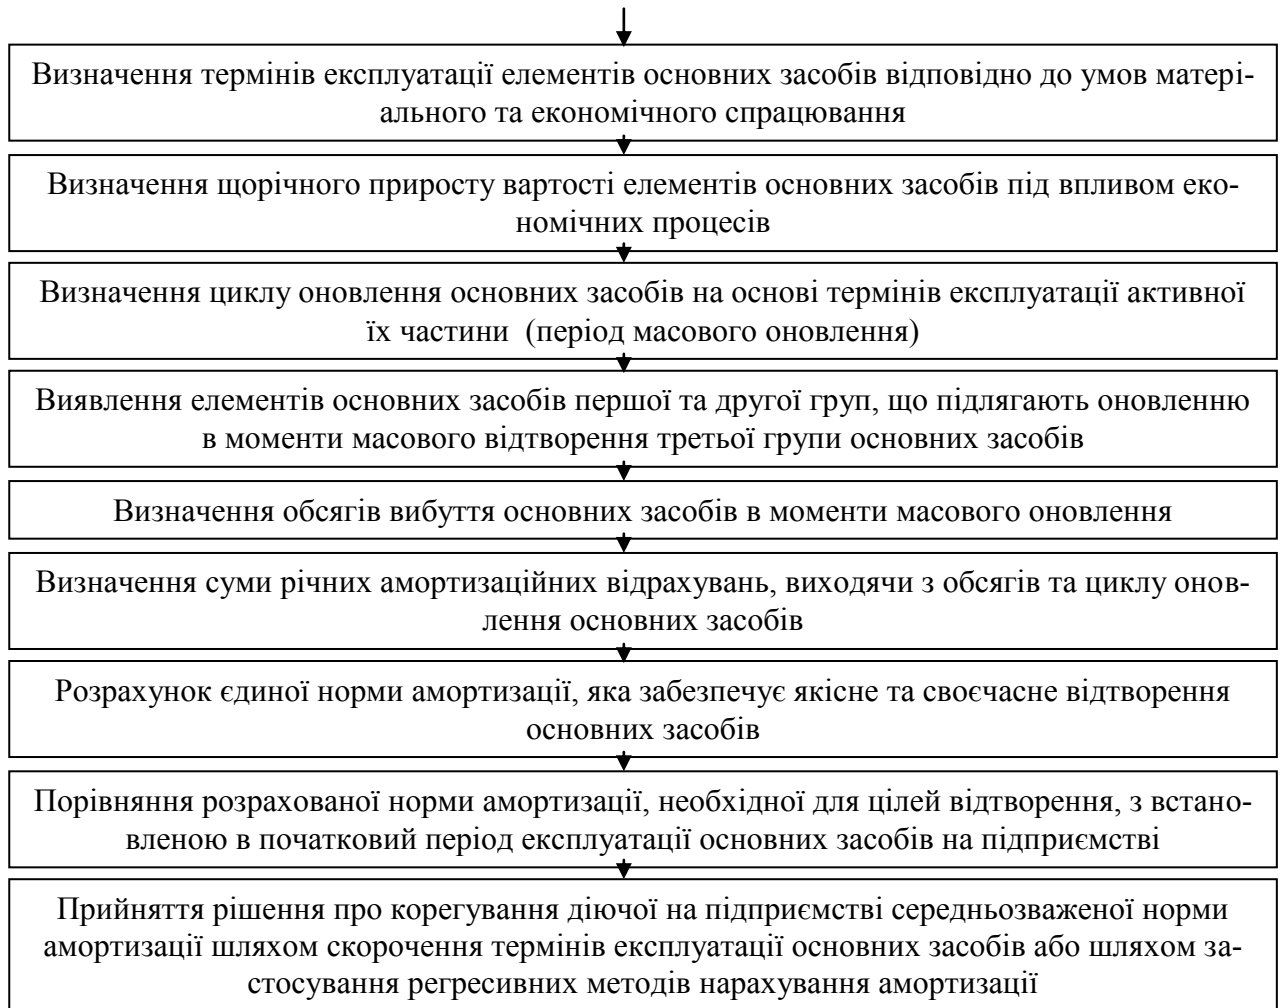 Визначення термінів експлуатації елементів основних засобів відповідно до умов матері-
ального та економічного спрацювання
Визначення щорічного приросту вартості елементів основних засобів під впливом еко-
номічних процесів
Визначення циклу оновлення основних засобів на основі термінів експлуатації активної
їх частини (період масового оновлення)
Виявлення елементів основних засобів першої та другої груп, що підлягають оновленню
в моменти масового відтворення третьої групи основних засобів
Визначення обсягів вибуття основних засобів в моменти масового оновлення
Визначення суми річних амортизаційних відрахувань, виходячи з обсягів та циклу онов-
лення основних засобів
Розрахунок єдиної норми амортизації, яка забезпечує якісне та своєчасне відтворення
основних засобів
Порівняння розрахованої норми амортизації, необхідної для цілей відтворення, з встано-
вленою в початковий період експлуатації основних засобів на підприємстві
Прийняття рішення про корегування діючої на підприємстві середньозваженої норми
амортизації шляхом скорочення термінів експлуатації основних засобів або шляхом за-
стосування регресивних методів нарахування амортизації